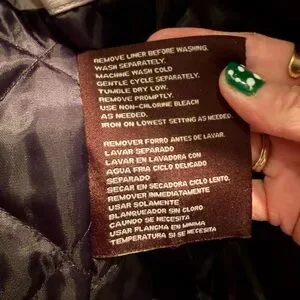 REMOVE LINER BEFORE WASHING.
WASH SEPARATELY.
MACHINE WASH COLD
GENTLE CYCLE SEPARATELY.
TUMBLE DRY LOW.
REMOVE PROMPTLY.
USE NON-CHLORINE BLEACH
AS NEEDED.
IRON ON LOWEST SETTING AS NEEDED.
REMOVER FORRO ANTES DE LAVAR.
LAVAR SEPARADO
LAVAR EN LAVADORA CON
AGUA FRIA CICLO DELICADO
SEPARADO
SECAR EN SECADORA CICLO LENTO.
REMOVER INMEDIATAMENTE
USAR SOLAMENTE
BLANQUEADOR SIN CLORO
CAUNDO SE NECESITA
USAR PLANCHA EN MINIMA
TEMPERATURA SI SE NECESITA